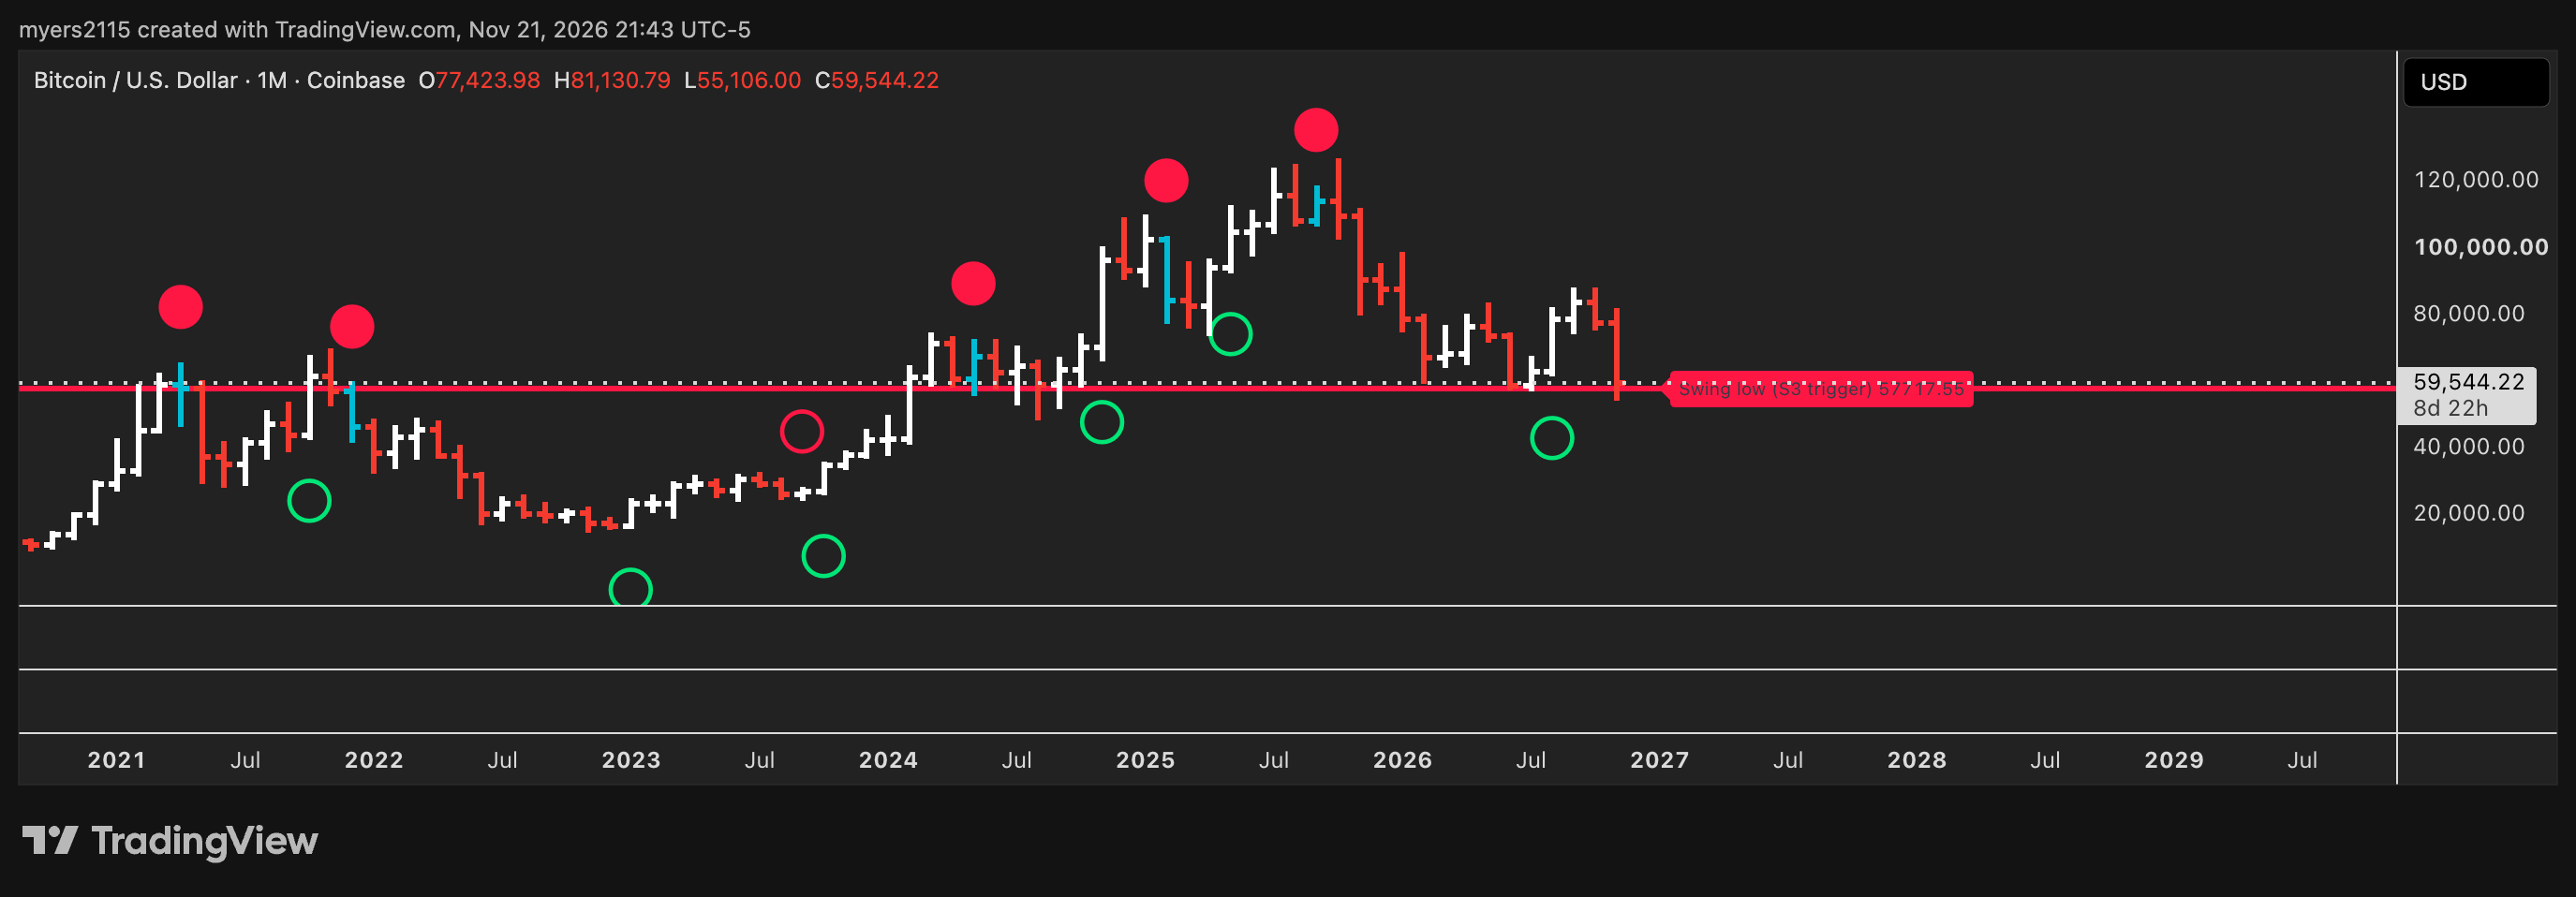 myers2115 created with TradingView.com, Nov 21, 2026 21:43 UTC-5
Bitcoin / U.S. Dollar · 1M · Coinbase O77,423.98 H81,130.79 L55,106.00 C59,544.22
USD
120,000.00
100,000.00
80,000.00
Swing low (S3 trigger) 57717.55
59,544.22
8d 22h
40,000.00
20,000.00
2021 Jul 2022 Jul 2023 Jul 2024 Jul 2025 Jul 2026 Jul 2027 Jul 2028 Jul 2029 Jul
TradingView